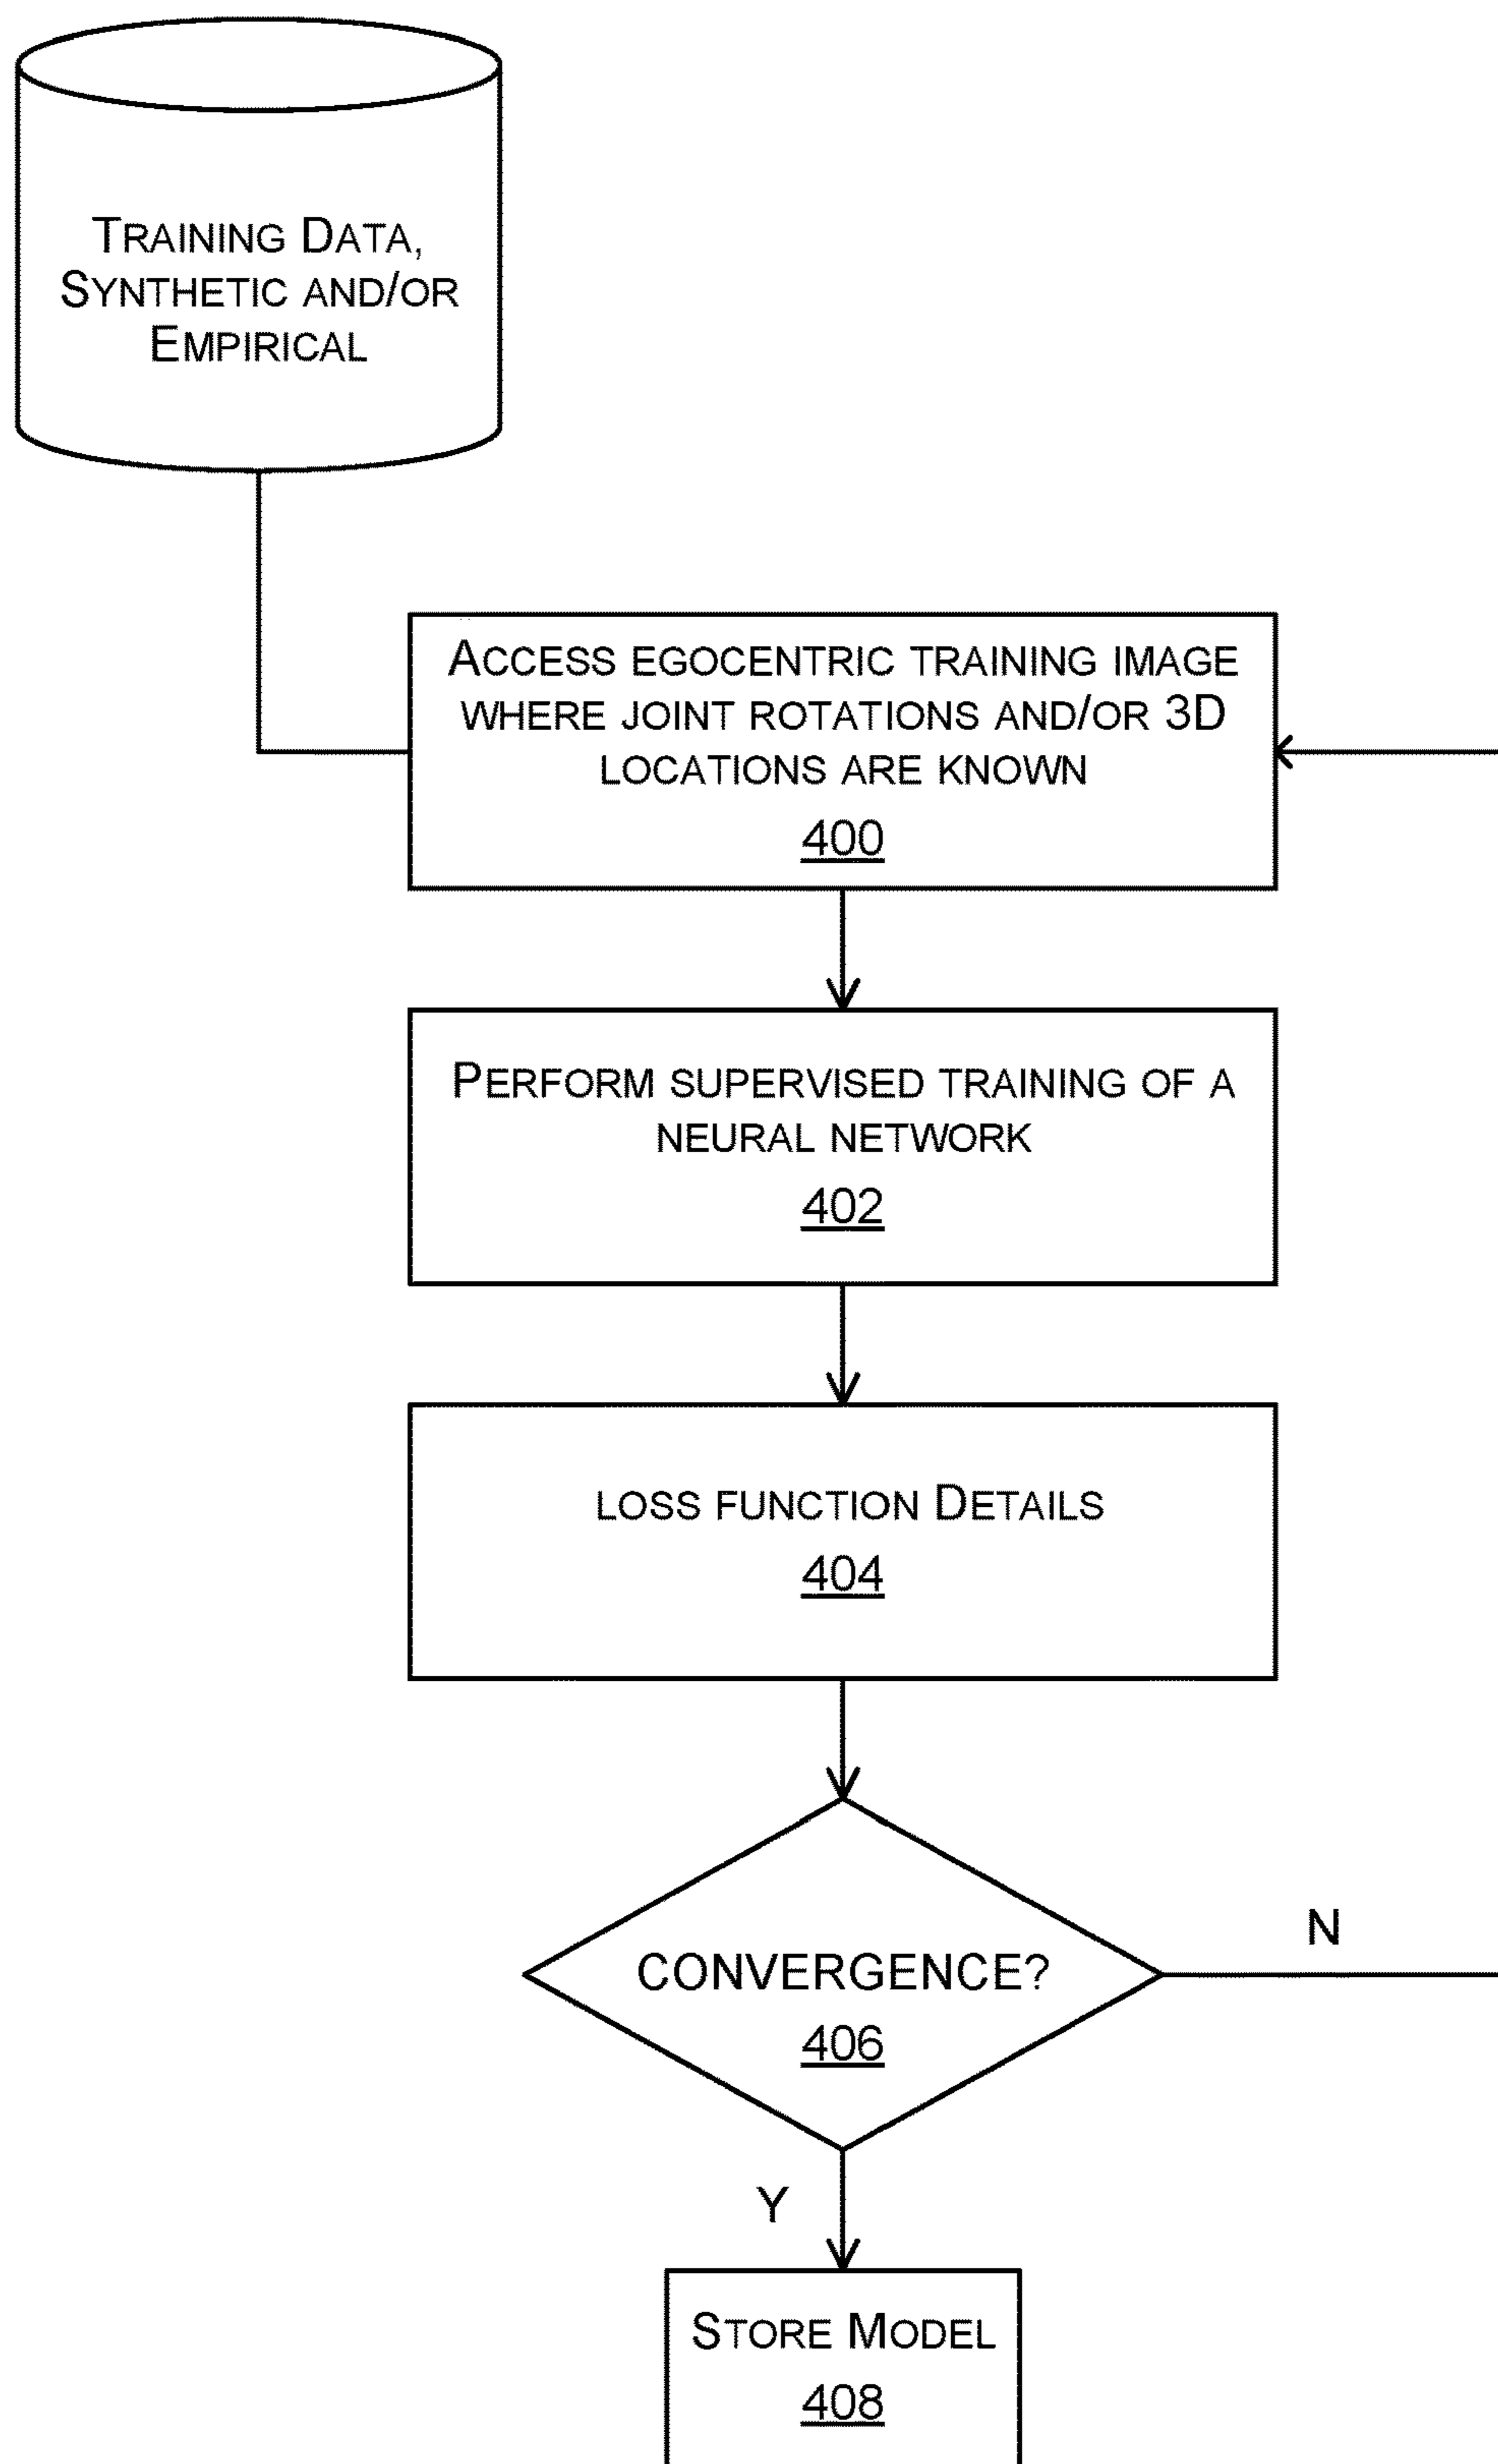 TRAINING DATA,
SYNTHETIC AND/OR
EMPIRICAL
ACCESS EGOCENTRIC TRAINING IMAGE
WHERE JOINT ROTATIONS AND/OR 3D
LOCATIONS ARE KNOWN
400
PERFORM SUPERVISED TRAINING OF A
NEURAL NETWORK
402
LOSS FUNCTION DETAILS
404
CONVERGENCE?
406
N
Y
STORE MODEL
408